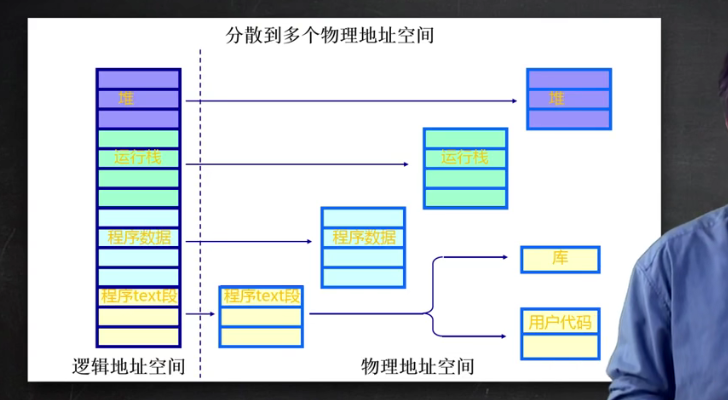 分散到多个物理地址空间
堆
堆
运行栈
运行栈
程序数据
程序数据
库
程序text段
程序text段
用户代码
逻辑地址空间
物理地址空间